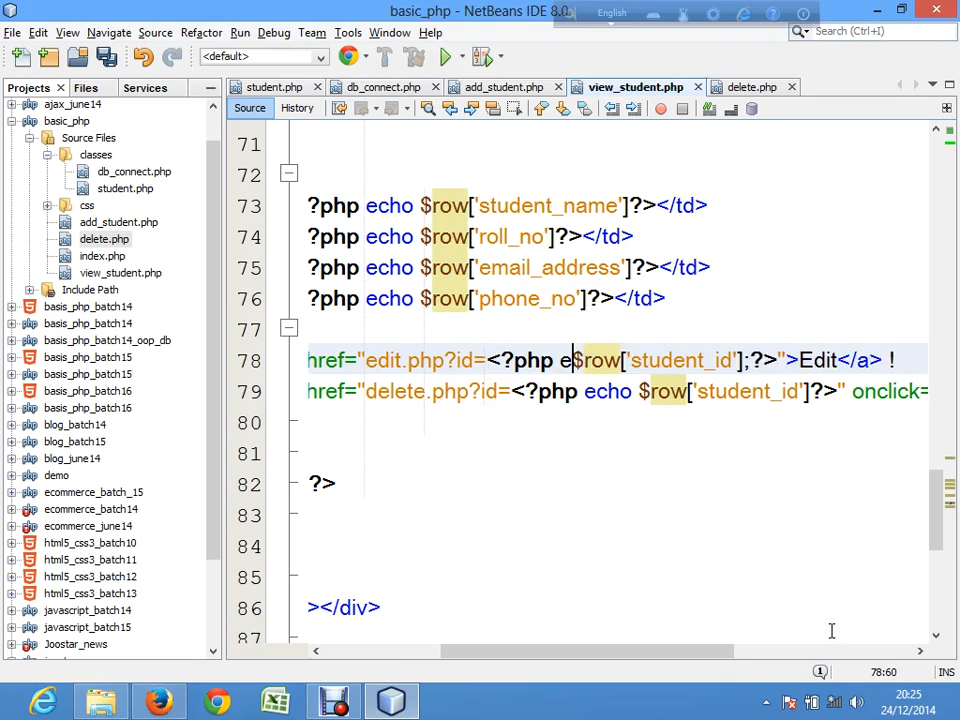 basic_php - NetBeans IDE 8.0
English
File Edit View Navigate Source Refactor Run Debug Team Tools Window Help
Search (Ctrl+I)
<default>
Projects Files Services
student.php db_connect.php add_student.php view_student.php delete.php
Source History
ajax_june14
basic_php
Source Files
classes
db_connect.php
student.php
css
add_student.php
delete.php
index.php
view_student.php
Include Path
basis_php_batch14
basis_php_batch14
basis_php_batch14_oop_db
basis_php_batch15
basis_php_batch15
basis_php_batch16
basis_php_batch16
blog_batch14
blog_batch15
blog_june14
demo
ecommerce_batch_15
ecommerce_batch14
ecommerce_june14
html5_css3_batch10
html5_css3_batch11
html5_css3_batch12
html5_css3_batch13
javascript_batch14
javascript_batch15
Joostar_news
71
72
73 ?php echo $row['student_name']?></td>
74 ?php echo $row['roll_no']?></td>
75 ?php echo $row['email_address']?></td>
76 ?php echo $row['phone_no']?></td>
77
78 href="edit.php?id=<?php e$row['student_id'];?>">Edit</a> !
79 href="delete.php?id=<?php echo $row['student_id']?>" onclick=
80
81
82 ?>
83
84
85
86 ></div>
87
78:60 INS
20:25
24/12/2014